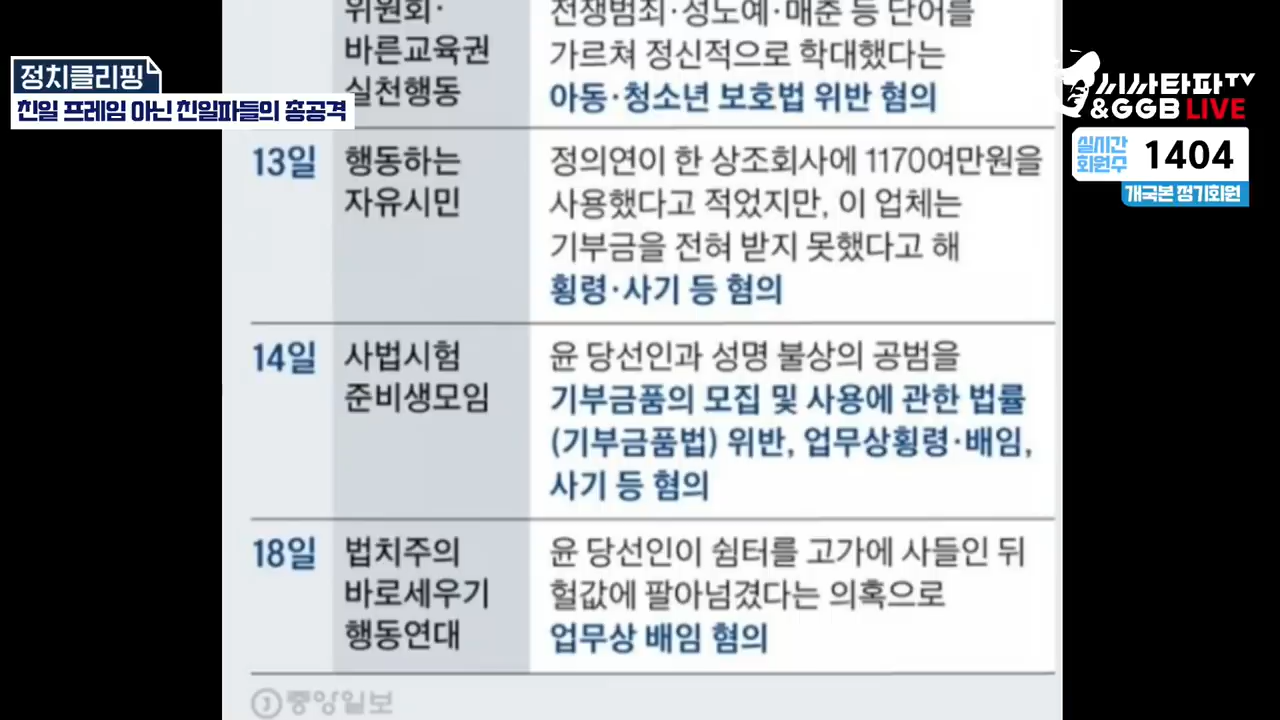 위원회·
바른교육권
실천행동
전쟁범죄·성노예·매춘 등 단어를
가르쳐 정신적으로 학대했다는
아동·청소년 보호법 위반 혐의
정치클리핑
친일 프레임 아닌 친일파들의 총공격
시사타파TV
&GGB LIVE
실시간
회원수
1404
개국본 정기회원
13일
행동하는
자유시민
정의연이 한 상조회사에 1170여만원을
사용했다고 적었지만, 이 업체는
기부금을 전혀 받지 못했다고 해
횡령·사기 등 혐의
14일
사법시험
준비생모임
윤 당선인과 성명 불상의 공범을
기부금품의 모집 및 사용에 관한 법률
(기부금품법) 위반, 업무상횡령·배임,
사기 등 혐의
18일
법치주의
바로세우기
행동연대
윤 당선인이 쉼터를 고가에 사들인 뒤
헐값에 팔아넘겼다는 의혹으로
업무상 배임 혐의
중앙일보